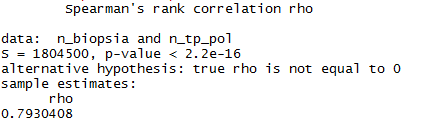 Spearman's rank correlation rho
data:  n_biopsia and n_tp_pol
S = 1804500, p-value < 2.2e-16
alternative hypothesis: true rho is not equal to 0
sample estimates:
rho
0.7930408